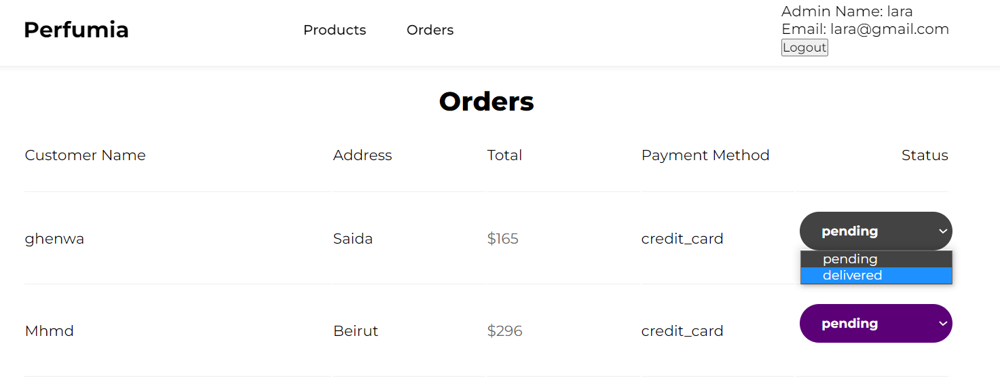 Perfumia
Products
Orders
Admin Name: lara
Email: lara@gmail.com
Logout
Orders
Customer Name Address Total Payment Method Status
ghenwa Saida $165 credit_card pending
pending
delivered
Mhmd Beirut $296 credit_card pending